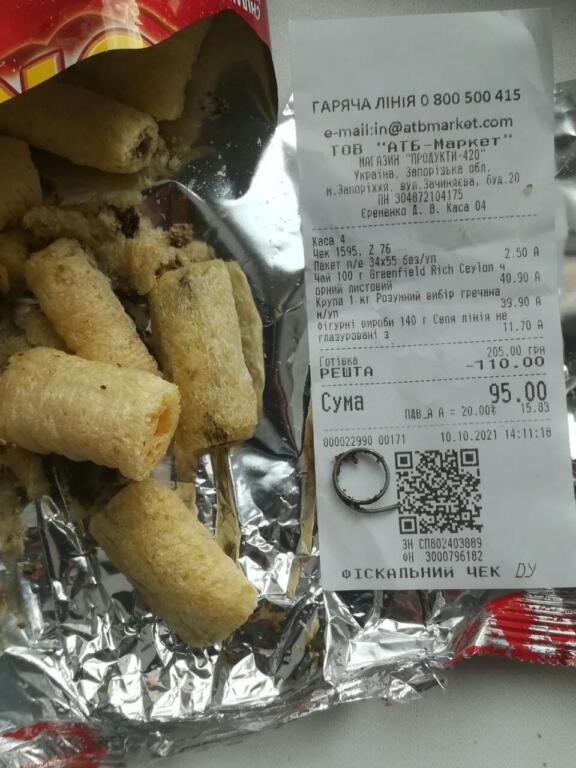 ГАРЯЧА ЛІНІЯ 0 800 500 415
e-mail:in@atbmarket.com
ТОВ "АТБ-Маркет"
МАГАЗИН "ПРОДУКТИ-420"
Україна, Запорізька обл.
м.Запоріжжя, вул.Зачиняєва, буд.20
ПН 304872104175
Єременко Д. В. Каса 04
Каса 4
Чек 1595, Z 76
Пакет п/е 34х55 без/уп 2.50 А
Чай 100 г Greenfield Rich Ceylon ч
орний листовий 40.90 А
Крупа 1 кг Розумний вибір гречана
м/уп 39.90 А
Фігурні вироби 140 г Своя лінія не
глазуровані з 11.70 А
Готівка 205.00 грн
РЕШТА -110.00
Сума 95.00
ПДВ_А А = 20.00% 15.83
000022990 00171 10.10.2021 14:11:18
ЗН СП802403889
ФН 3000796182
ФІСКАЛЬНИЙ ЧЕК